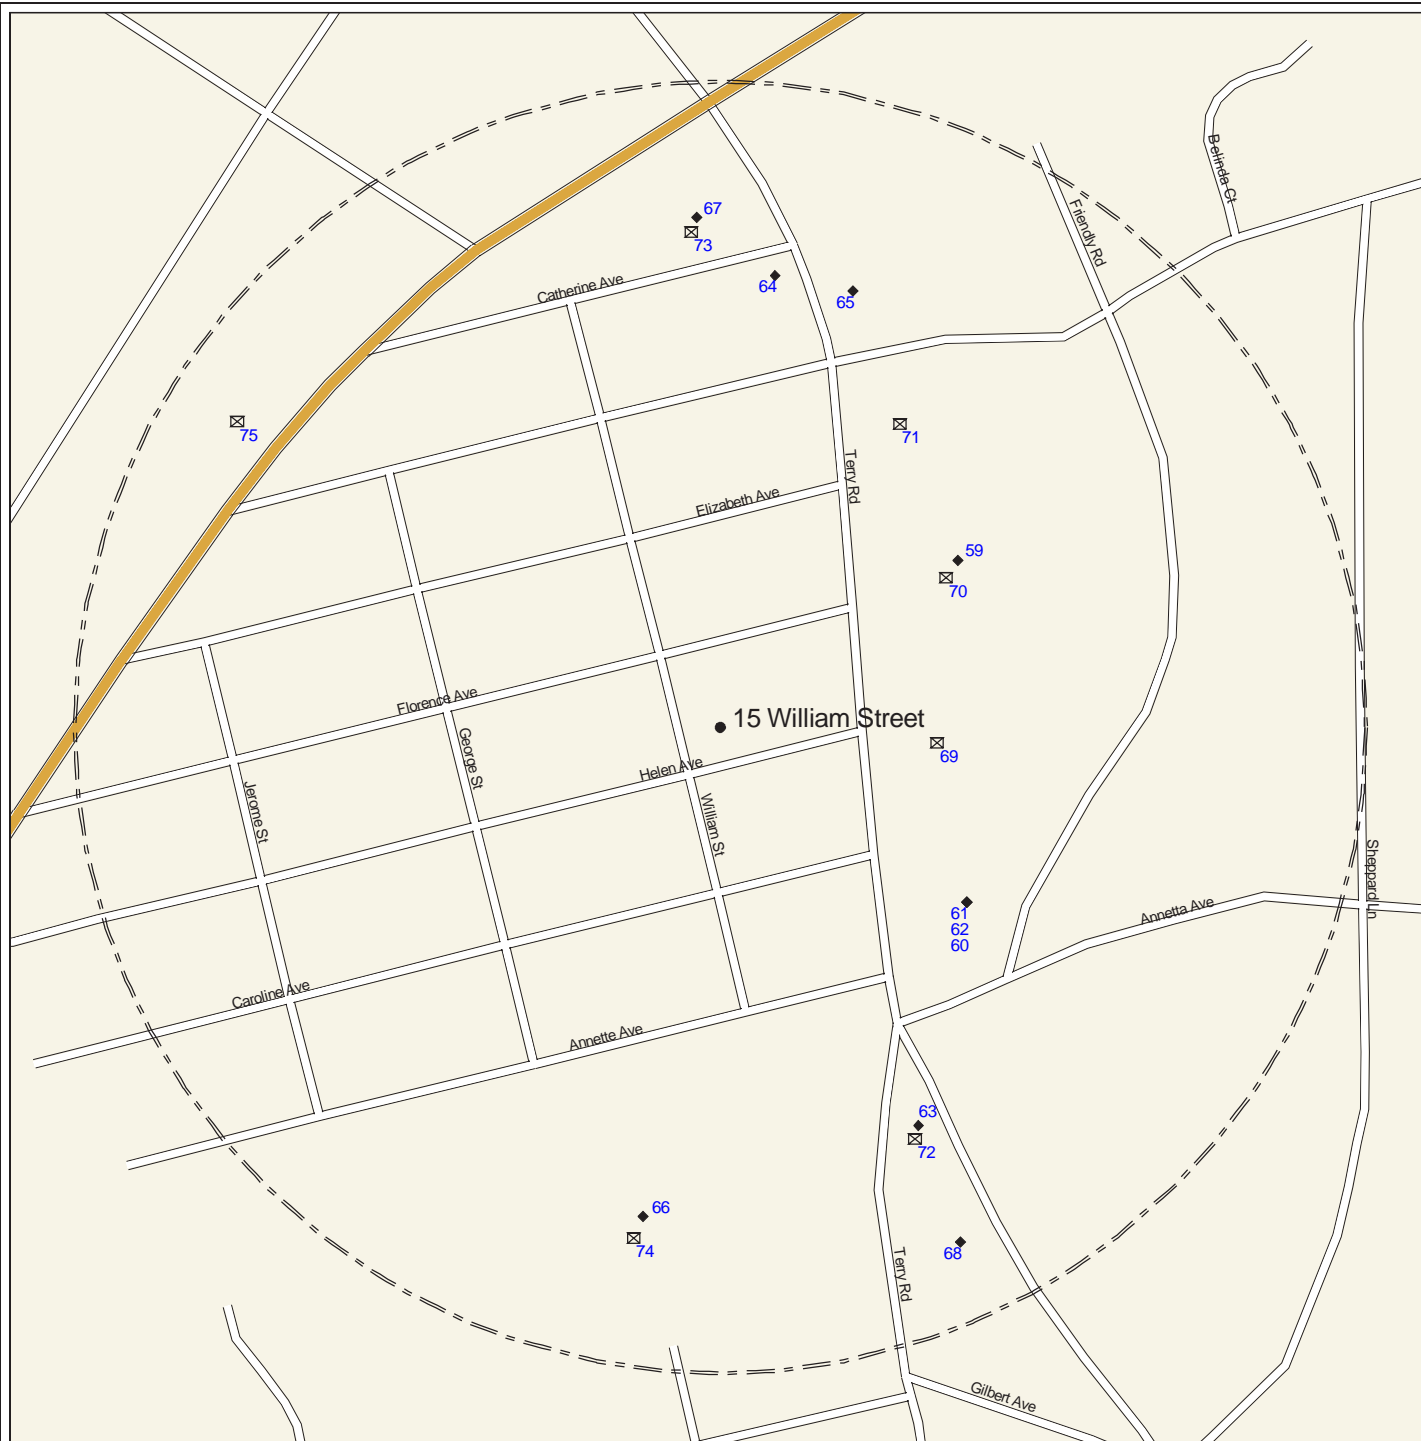 Belinda Ct
67
Friendly Rd
73
64
Catherine Ave
65
75
71
Terry Rd
Elizabeth Ave
59
70
Florence Ave
15 William Street
George St
69
Helen Ave
Jerome St
William St
Sheppard Ln
61
Annetta Ave
62
60
Caroline Ave
Annette Ave
63
72
66
74
68
Terry Rd
Gilbert Ave